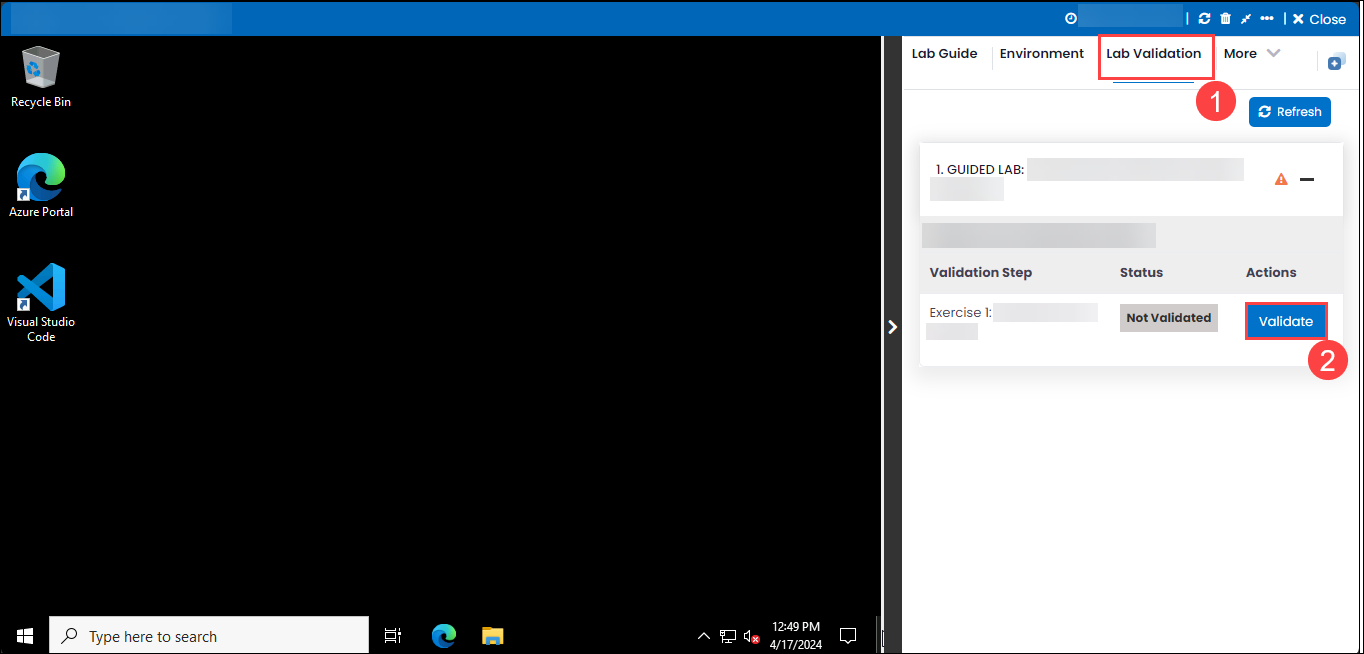 Close
Recycle Bin
Azure Portal
Visual Studio
Code
Lab Guide
Environment
Lab Validation
More
1
Refresh
1. GUIDED LAB:
Validation Step
Status
Actions
Exercise 1:
Not Validated
Validate
2
Type here to search
12:49 PM
4/17/2024